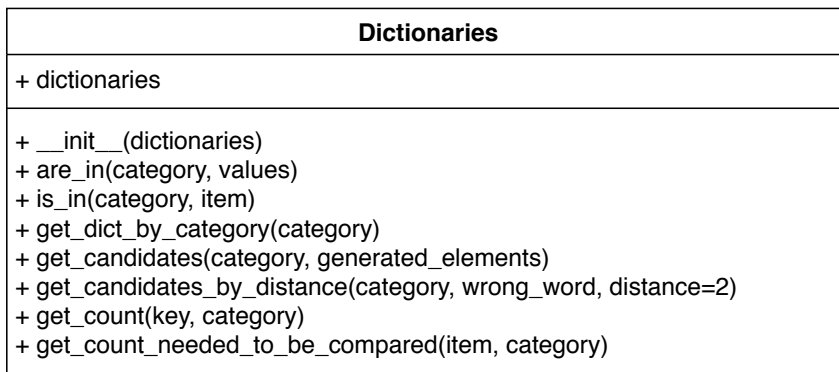 Dictionaries
+ dictionaries
+ __init__(dictionaries)
+ are_in(category, values)
+ is_in(category, item)
+ get_dict_by_category(category)
+ get_candidates(category, generated_elements)
+ get_candidates_by_distance(category, wrong_word, distance=2)
+ get_count(key, category)
+ get_count_needed_to_be_compared(item, category)